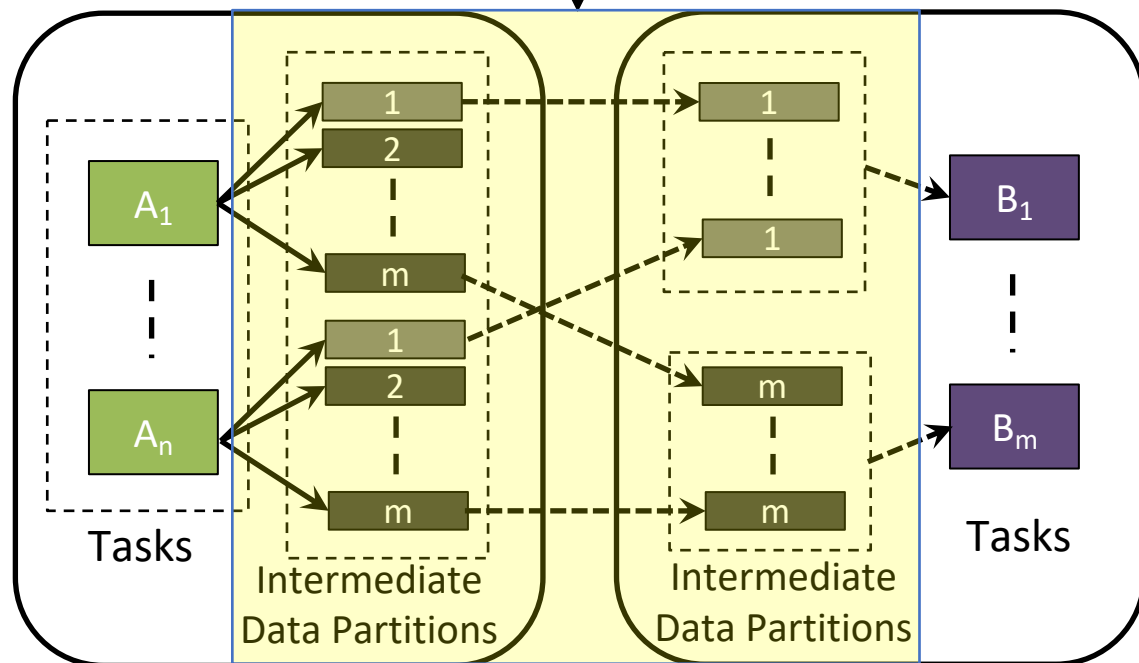 A₁
Aₙ
Tasks
1
2
m
1
2
m
Intermediate
Data Partitions
1
1
m
m
Intermediate
Data Partitions
B₁
Bₘ
Tasks